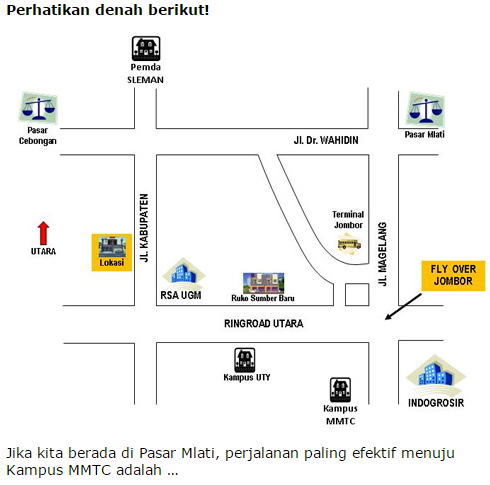 Perhatikan denah berikut!
Pemda
SLEMAN
Pasar
Cebongan
Pasar Mlati
Jl. Dr. WAHIDIN
JL. KABUPATEN
Terminal
Jombor
JL. MAGELANG
UTARA
Lokasi
FLY OVER
JOMBOR
RSA UGM
Ruko Sumber Baru
RINGROAD UTARA
Kampus UTY
Kampus
MMTC
INDOGROSIR
Jika kita berada di Pasar Mlati, perjalanan paling efektif menuju
Kampus MMTC adalah ...